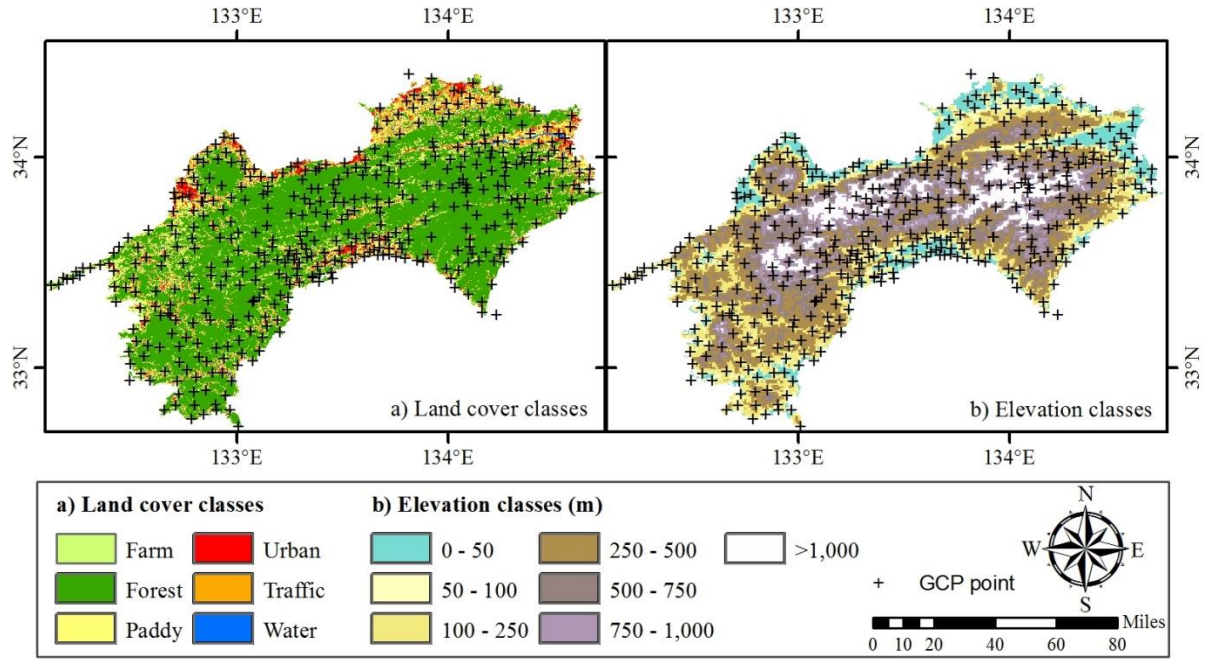 133°E 134°E 133°E 134°E
34°N 34°N
33°N 33°N
a) Land cover classes b) Elevation classes
133°E 134°E 133°E 134°E
a) Land cover classes b) Elevation classes (m)
Farm Urban 0 - 50 250 - 500 >1,000
Forest Traffic 50 - 100 500 - 750
Paddy Water 100 - 250 750 - 1,000
N
W E
S
+ GCP point
Miles
0 10 20 40 60 80